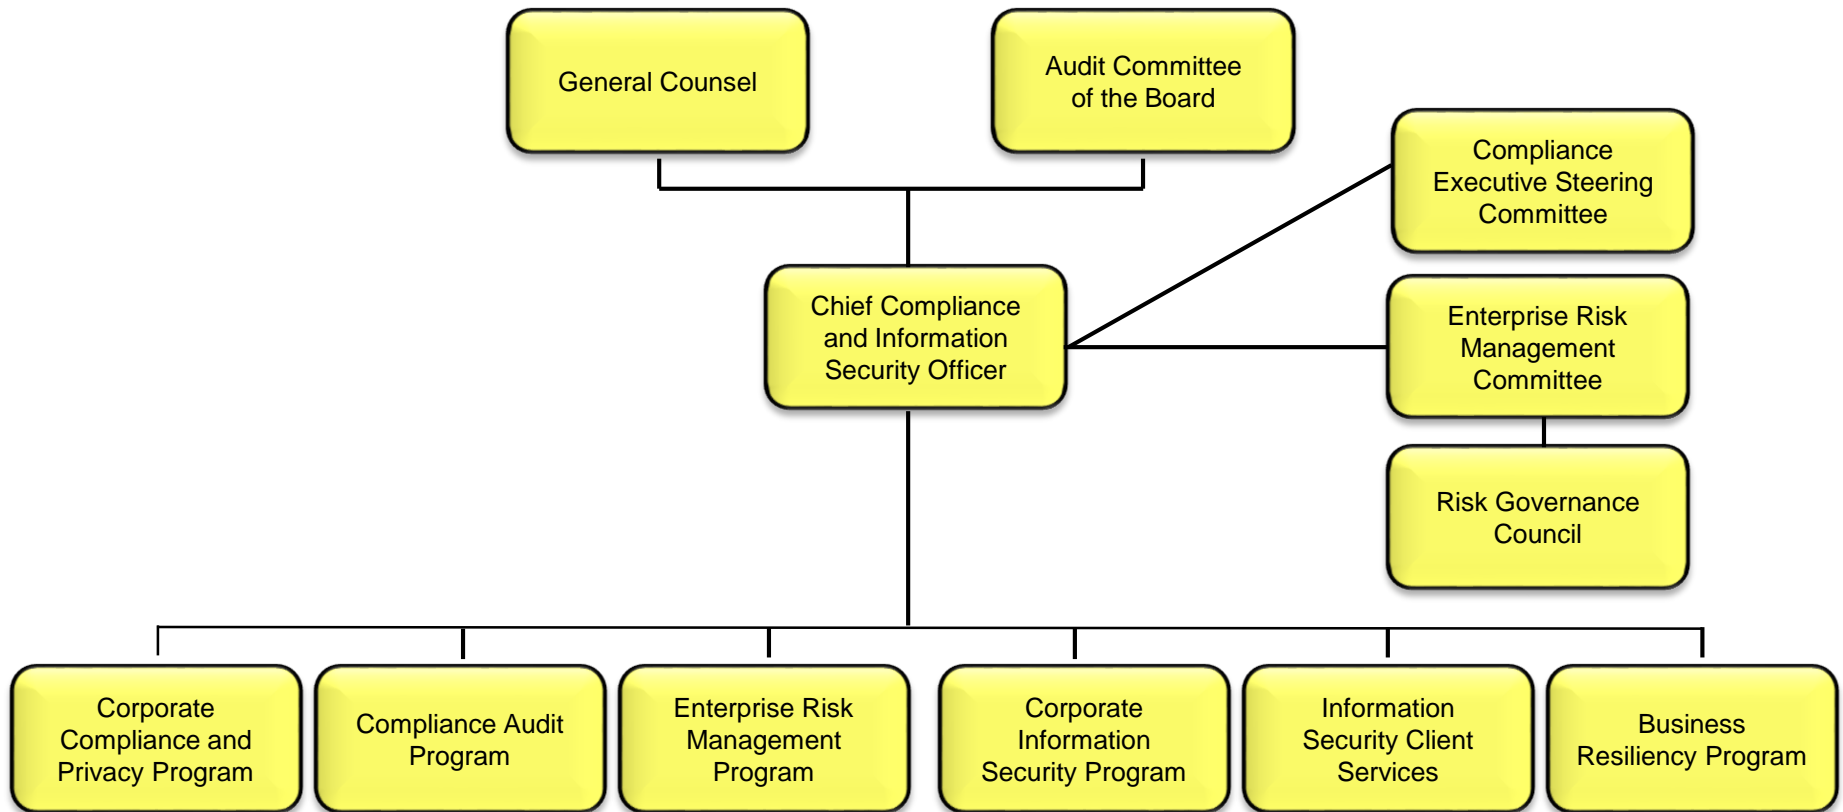 General Counsel
Audit Committee
of the Board
Compliance
Executive Steering
Committee
Chief Compliance
and Information
Security Officer
Enterprise Risk
Management
Committee
Risk Governance
Council
Corporate
Compliance and
Privacy Program
Compliance Audit
Program
Enterprise Risk
Management
Program
Corporate
Information
Security Program
Information
Security Client
Services
Business
Resiliency Program